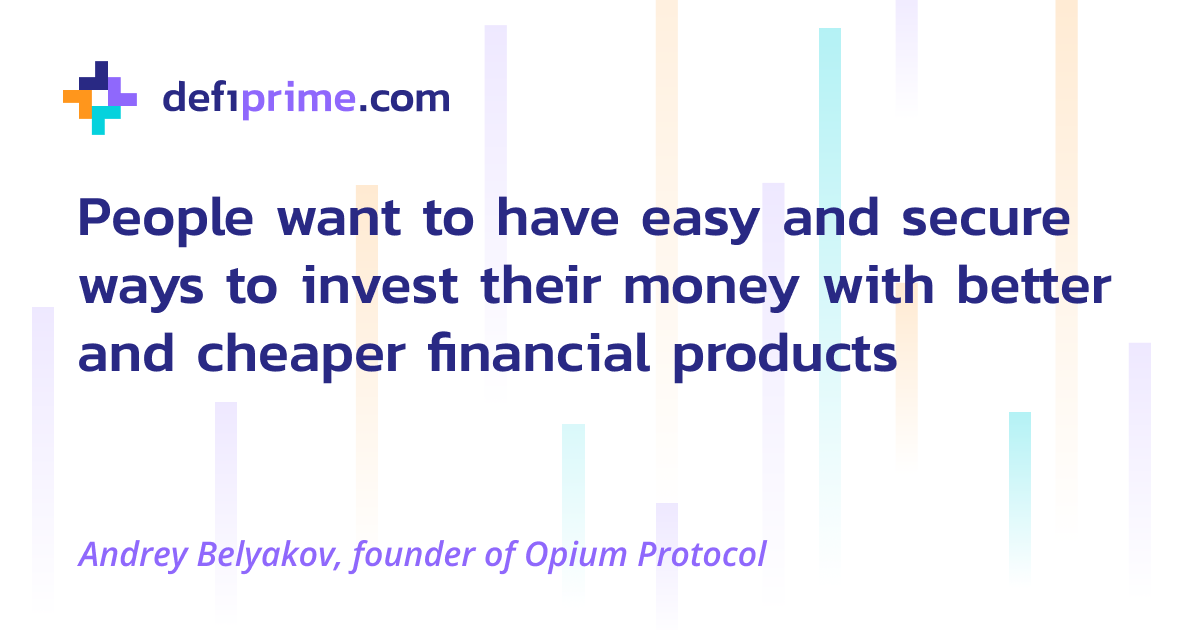 defiprime.com
People want to have easy and secure
ways to invest their money with better
and cheaper financial products
Andrey Belyakov, founder of Opium Protocol